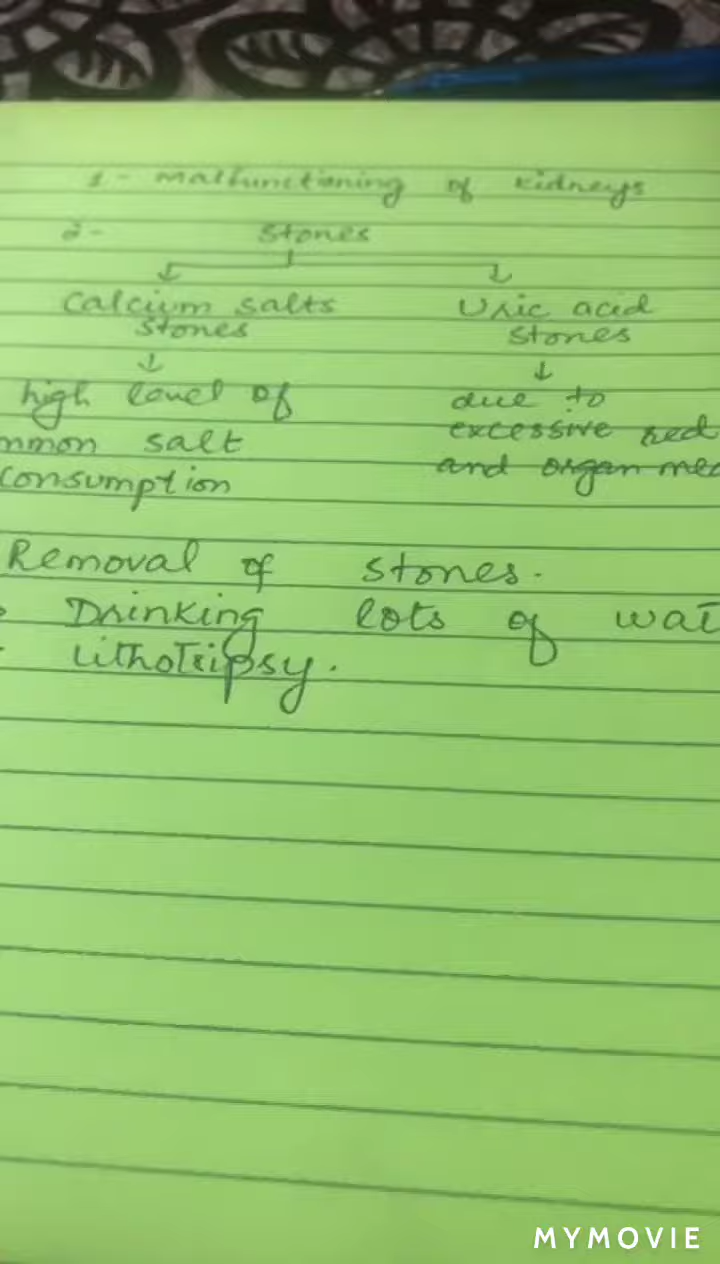 1- Malfunctioning of kidneys
2- Stones
Calcium salts Uric acid
stones stones
high level of due to
mmon salt excessive red
consumption and organ mea
Removal of stones.
Drinking lots of wat
Lithotripsy.
MYMOVIE